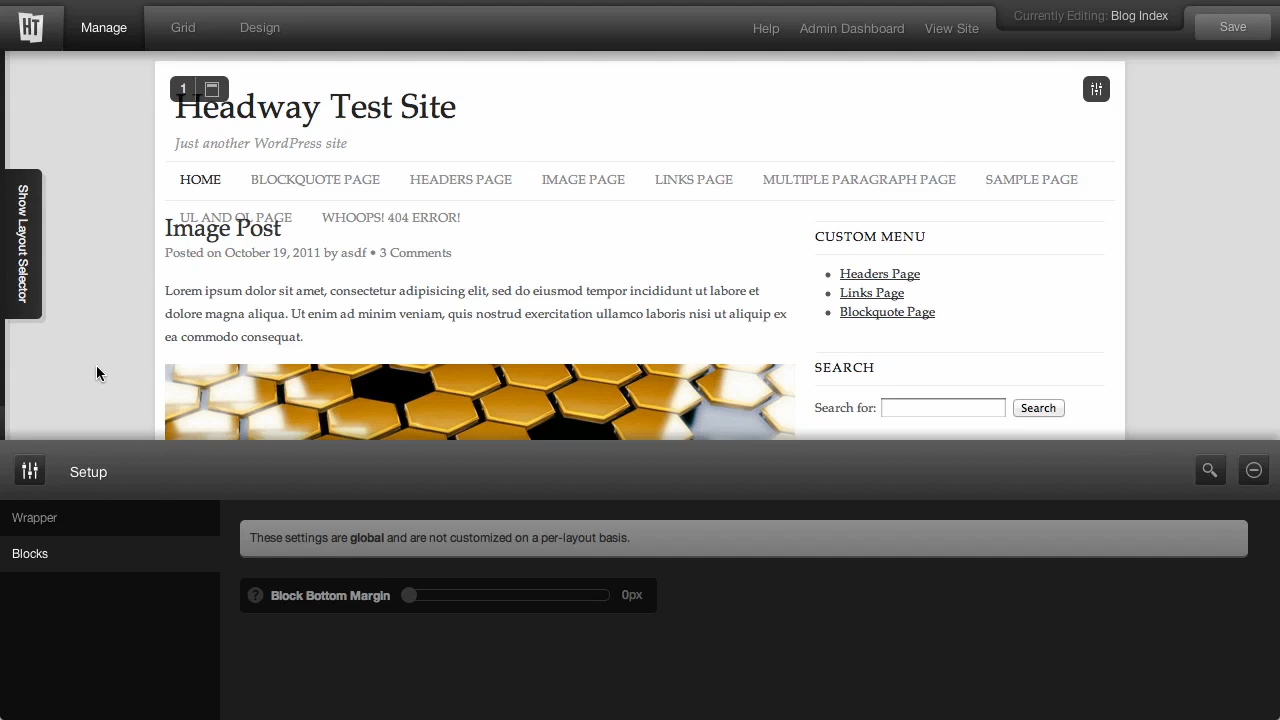 HT Manage Grid Design Help Admin Dashboard View Site Currently Editing: Blog Index Save
1
Headway Test Site
Just another WordPress site
HOME BLOCKQUOTE PAGE HEADERS PAGE IMAGE PAGE LINKS PAGE MULTIPLE PARAGRAPH PAGE SAMPLE PAGE
UL AND OL PAGE WHOOPS! 404 ERROR!
Image Post
Posted on October 19, 2011 by asdf • 3 Comments
Lorem ipsum dolor sit amet, consectetur adipisicing elit, sed do eiusmod tempor incididunt ut labore et
dolore magna aliqua. Ut enim ad minim veniam, quis nostrud exercitation ullamco laboris nisi ut aliquip ex
ea commodo consequat.
CUSTOM MENU
Headers Page
Links Page
Blockquote Page
SEARCH
Search for: Search
Show Layout Selector
Setup
Wrapper
Blocks
These settings are global and are not customized on a per-layout basis.
? Block Bottom Margin 0px